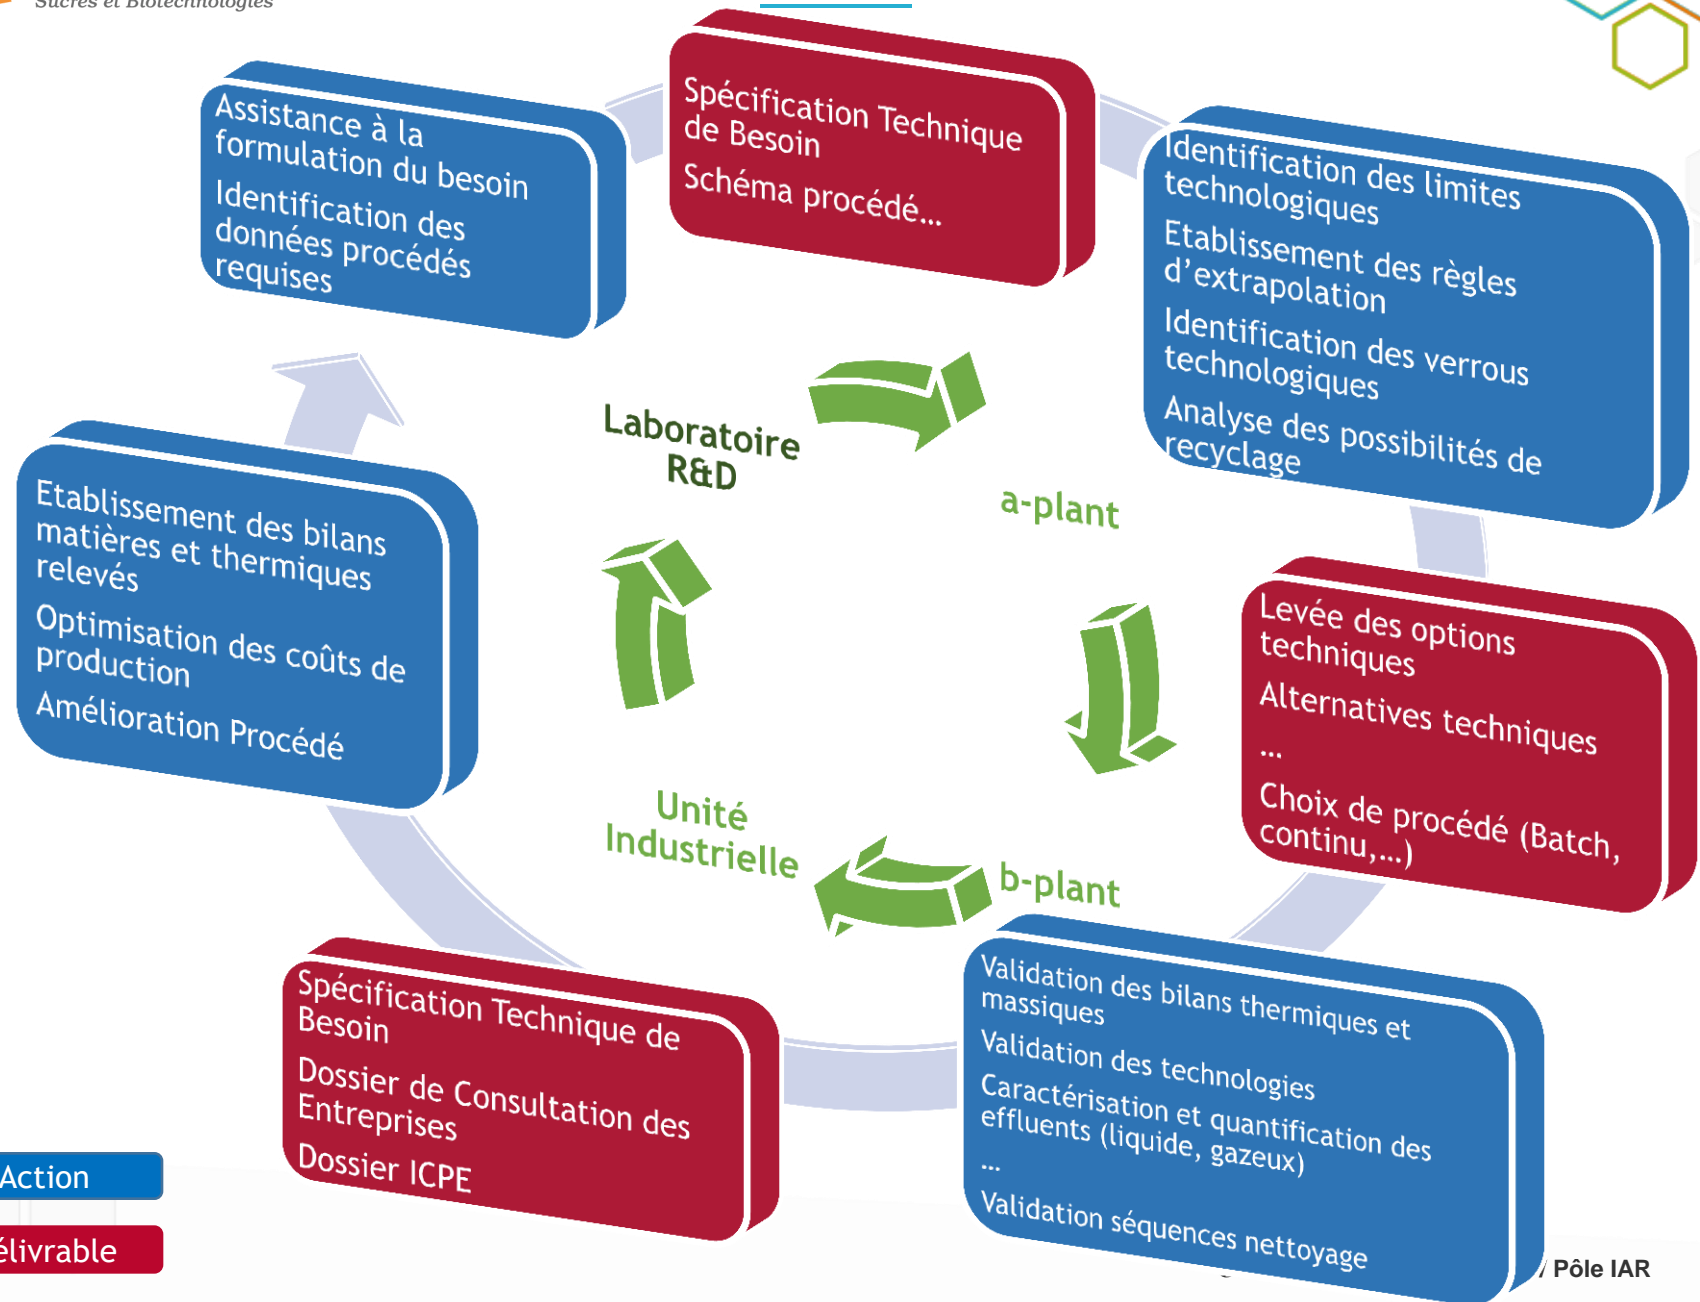 Sucres et Biotechnologies
Spécification Technique
de Besoin
Schéma procédé...
Assistance à la
formulation du besoin
Identification des
données procédés
requises
Identification des limites
technologiques
Etablissement des règles
d'extrapolation
Identification des verrous
technologiques
Analyse des possibilités de
recyclage
Laboratoire
R&D
a-plant
Etablissement des bilans
matières et thermiques
relevés
Optimisation des coûts de
production
Amélioration Procédé
Levée des options
techniques
Alternatives techniques
...
Choix de procédé (Batch,
continu,...)
Unité
Industrielle
b-plant
Spécification Technique de
Besoin
Dossier de Consultation des
Entreprises
Dossier ICPE
Validation des bilans thermiques et
massiques
Validation des technologies
Caractérisation et quantification des
effluents (liquide, gazeux)
...
Validation séquences nettoyage
Action
élivrable
/ Pôle IAR